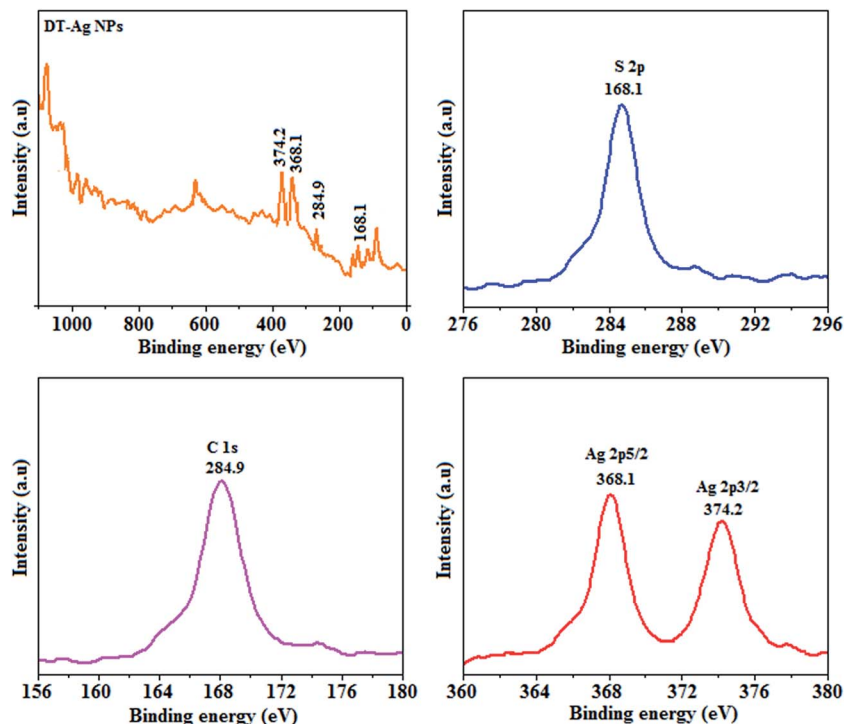 DT-Ag NPs
374.2
368.1
284.9
168.1
Intensity (a.u)
1000 800 600 400 200 0
Binding energy (eV)
S 2p
168.1
Intensity (a.u)
276 280 284 288 292 296
Binding energy (eV)
C 1s
284.9
Intensity (a.u)
156 160 164 168 172 176 180
Binding energy (eV)
Ag 2p5/2
368.1
Ag 2p3/2
374.2
Intensity (a.u)
360 364 368 372 376 380
Binding energy (eV)